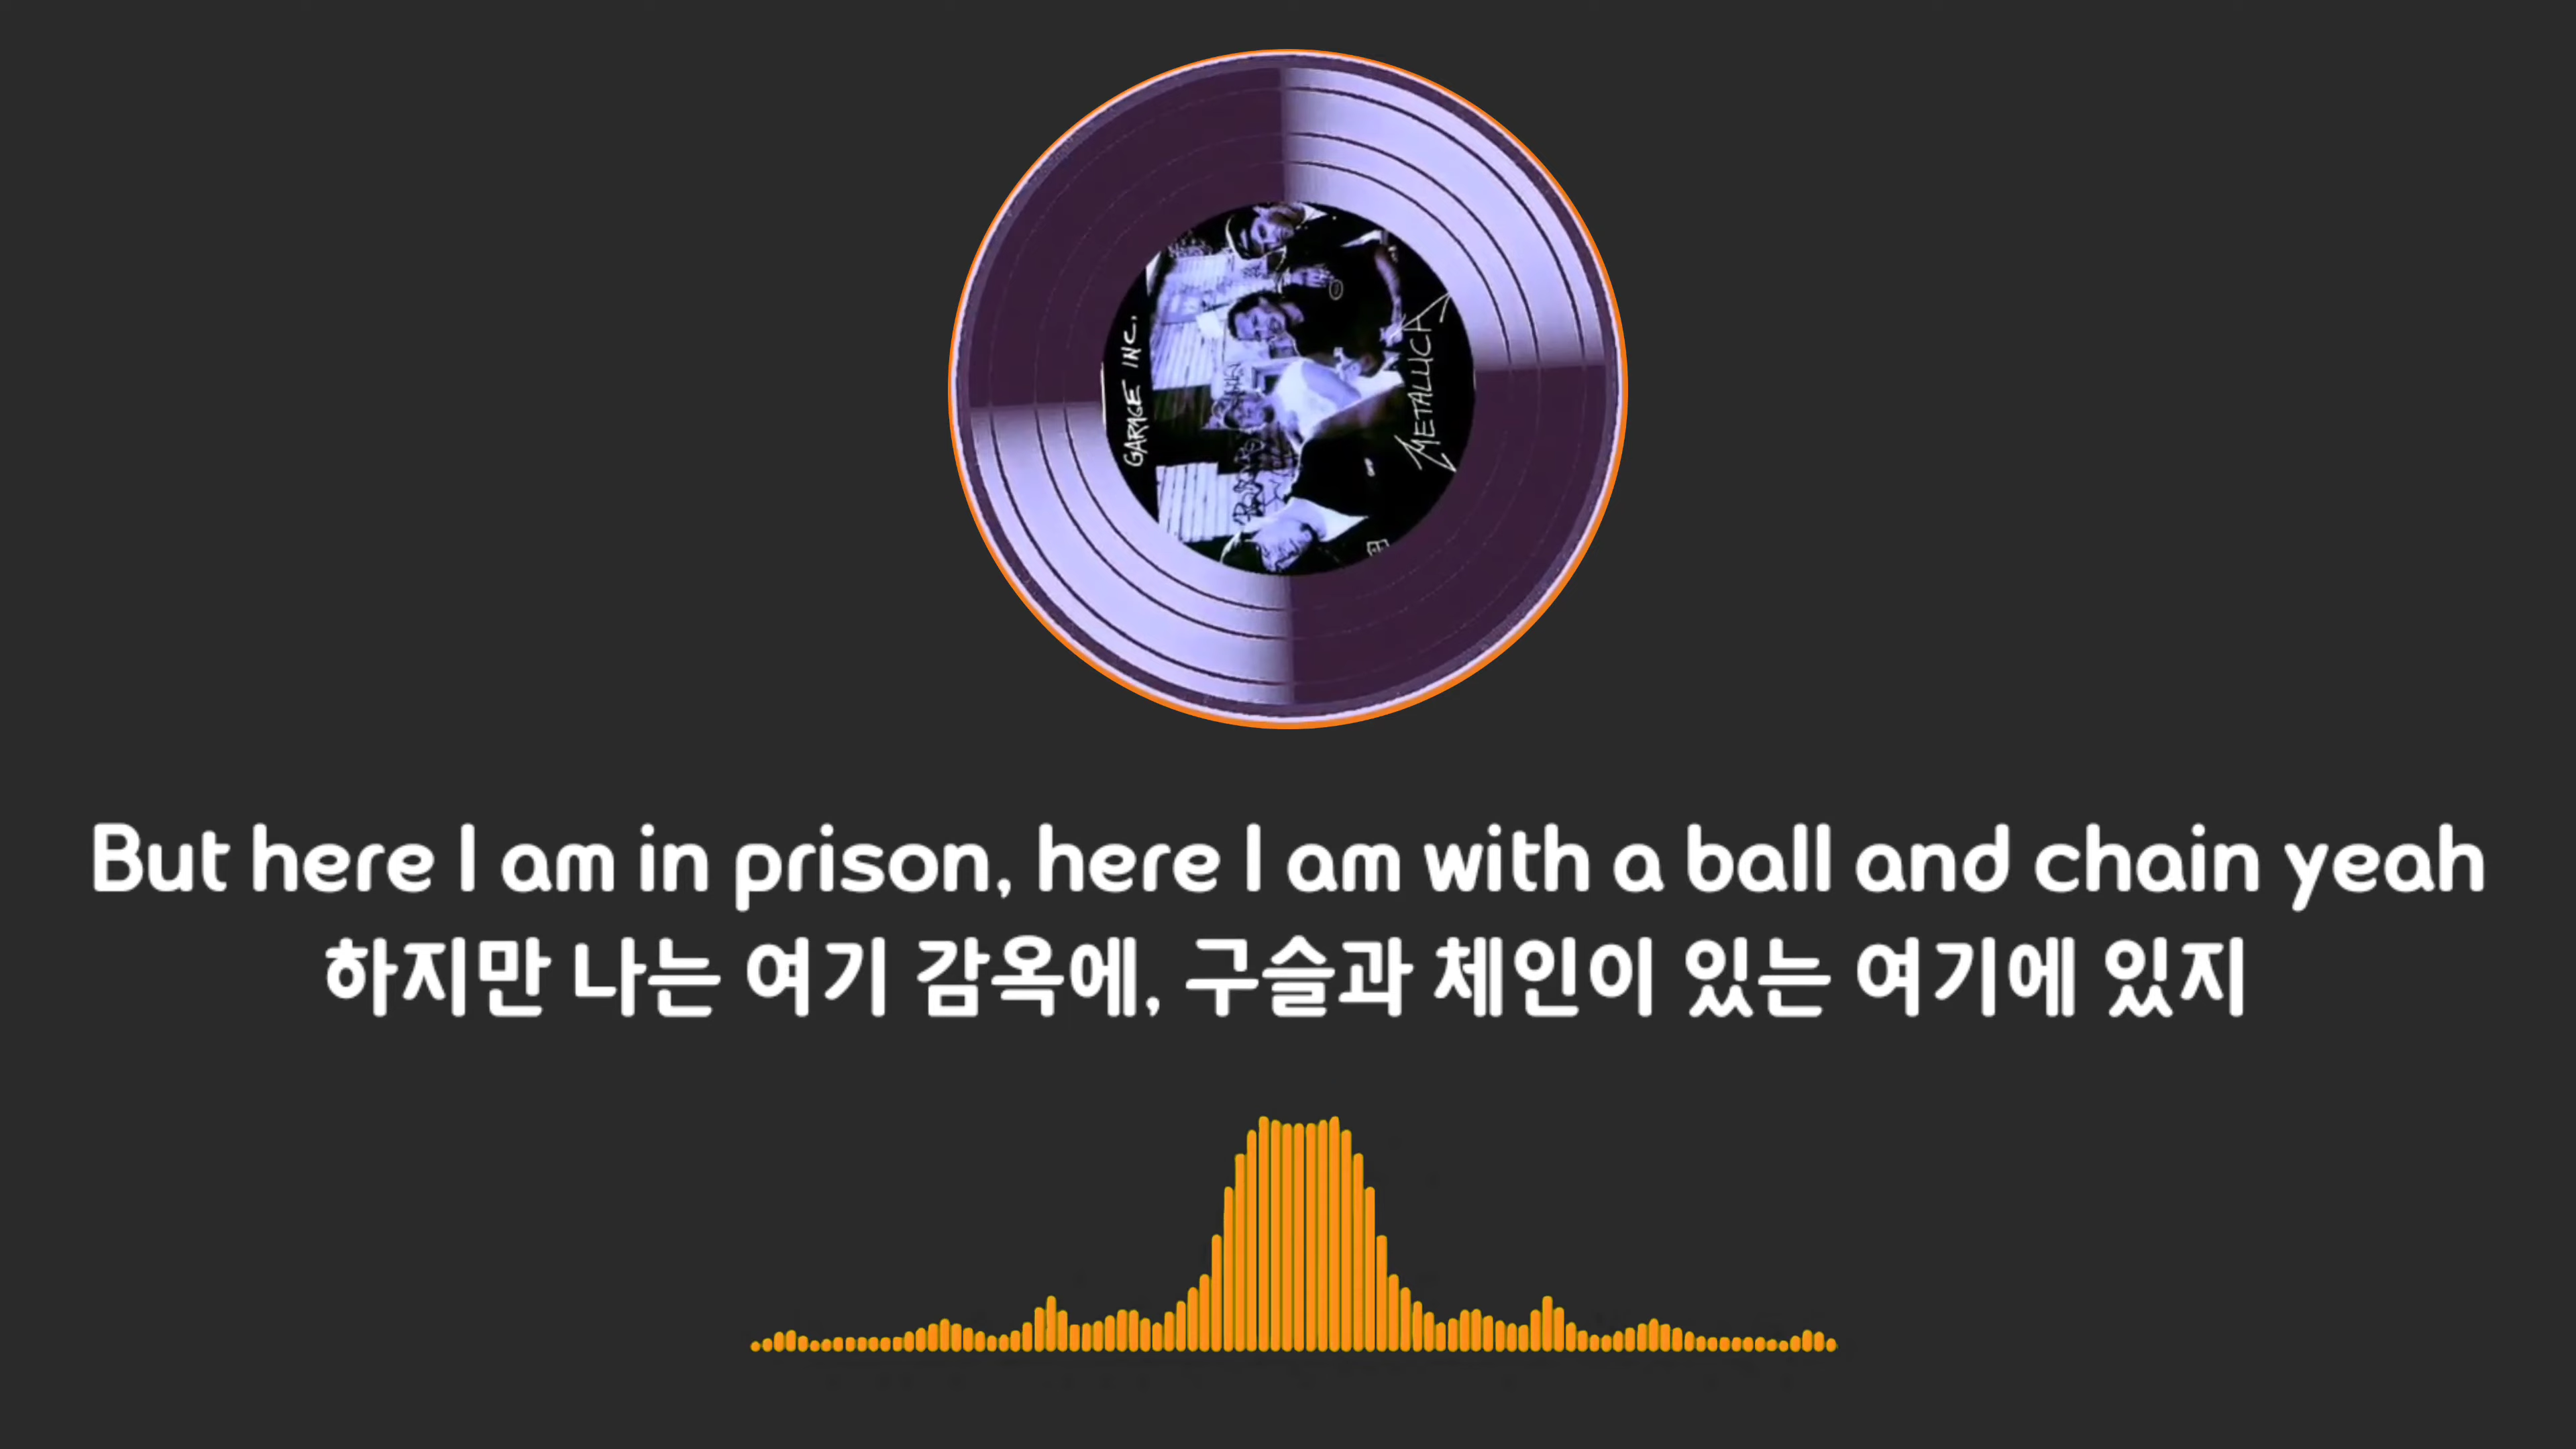 GARAGE INC.
METALLICA
But here I am in prison, here I am with a ball and chain yeah
하지만 나는 여기 감옥에, 구슬과 체인이 있는 여기에 있지